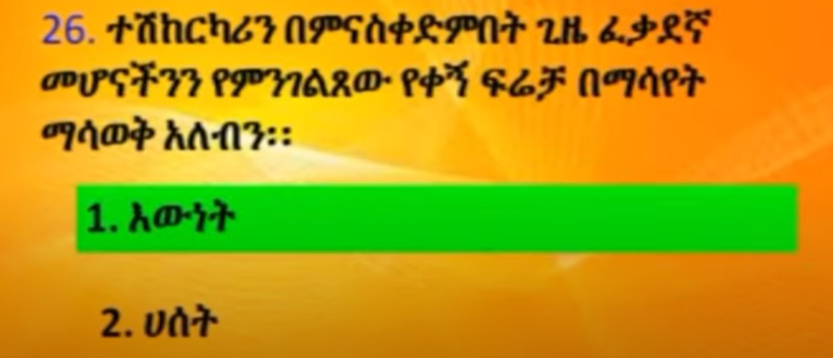 26. ተሽከርካሪን በምናስቀድምበት ጊዜ ፈቃደኛ
መሆናችንን የምንገልጸው የቀኝ ፍሬቻ በማሳየት
ማሳወቅ አለብን፡፡
1. እውነት
2. ሀሰት